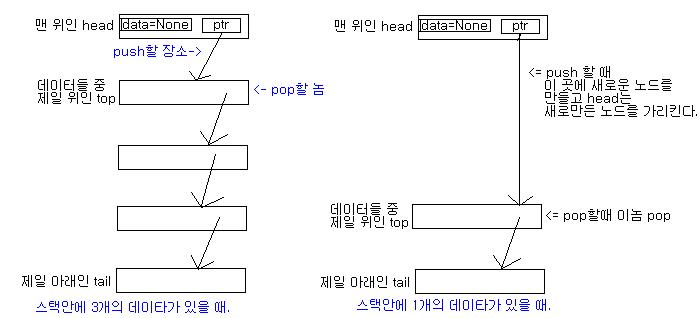 맨 위인 head
data=None
ptr
push할 장소->
데이터들 중
제일 위인 top
<- pop할 놈
제일 아래인 tail
스택안에 3개의 데이타가 있을 때.
맨 위인 head
data=None
ptr
<= push 할 때
이 곳에 새로운 노드를
만들고 head는
새로만든 노드를 가리킨다.
데이터들 중
제일 위인 top
<= pop할때 이놈 pop
제일 아래인 tail
스택안에 1개의 데이타가 있을 때.